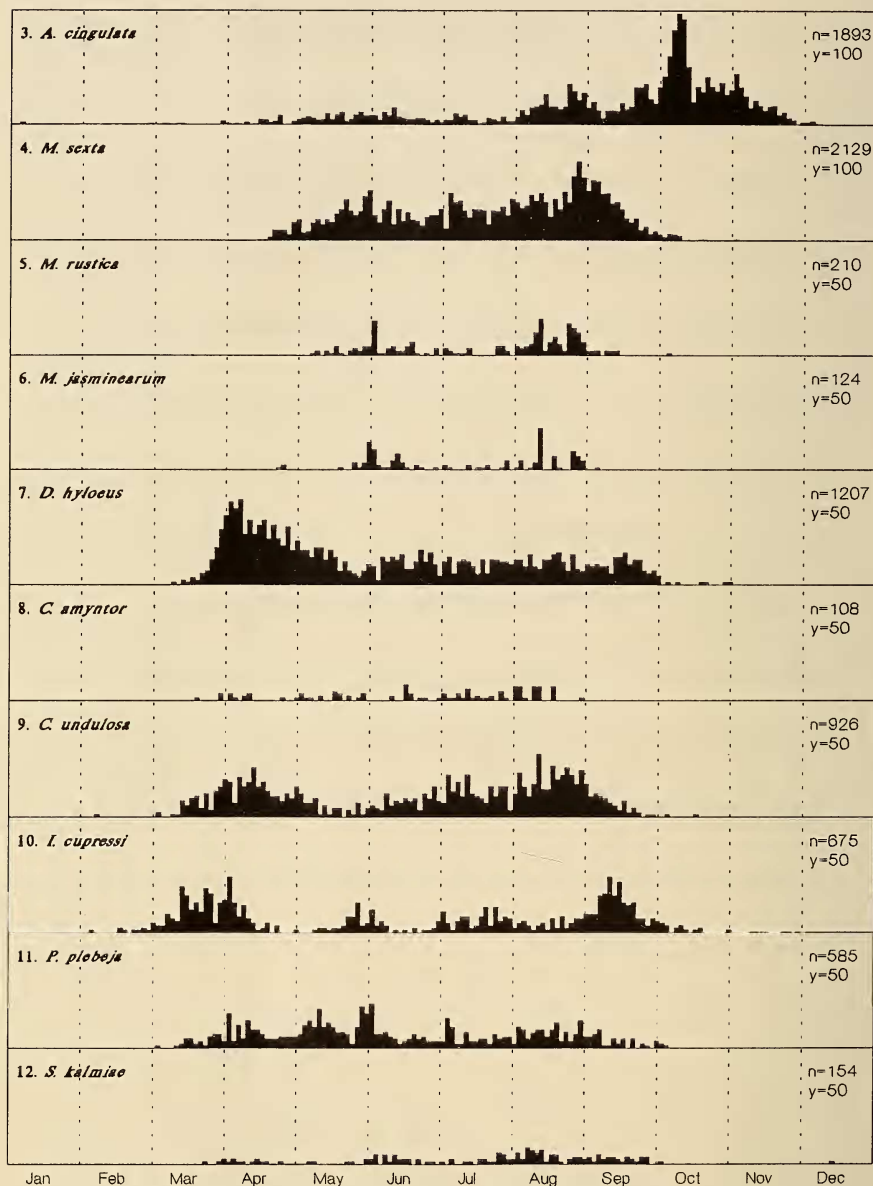 3. A. cingulata
n=1893
y=100
4. M. sexta
n=2129
y=100
5. M. rustica
n=210
y=50
6. M. jasminearum
n=124
y=50
7. D. hyloeus
n=1207
y=50
8. C. amyntor
n=108
y=50
9. C. undulosa
n=926
y=50
10. I. cupressi
n=675
y=50
11. P. plebeja
n=585
y=50
12. S. kalmiae
n=154
y=50
Jan Feb Mar Apr May Jun Jul Aug Sep Oct Nov Dec